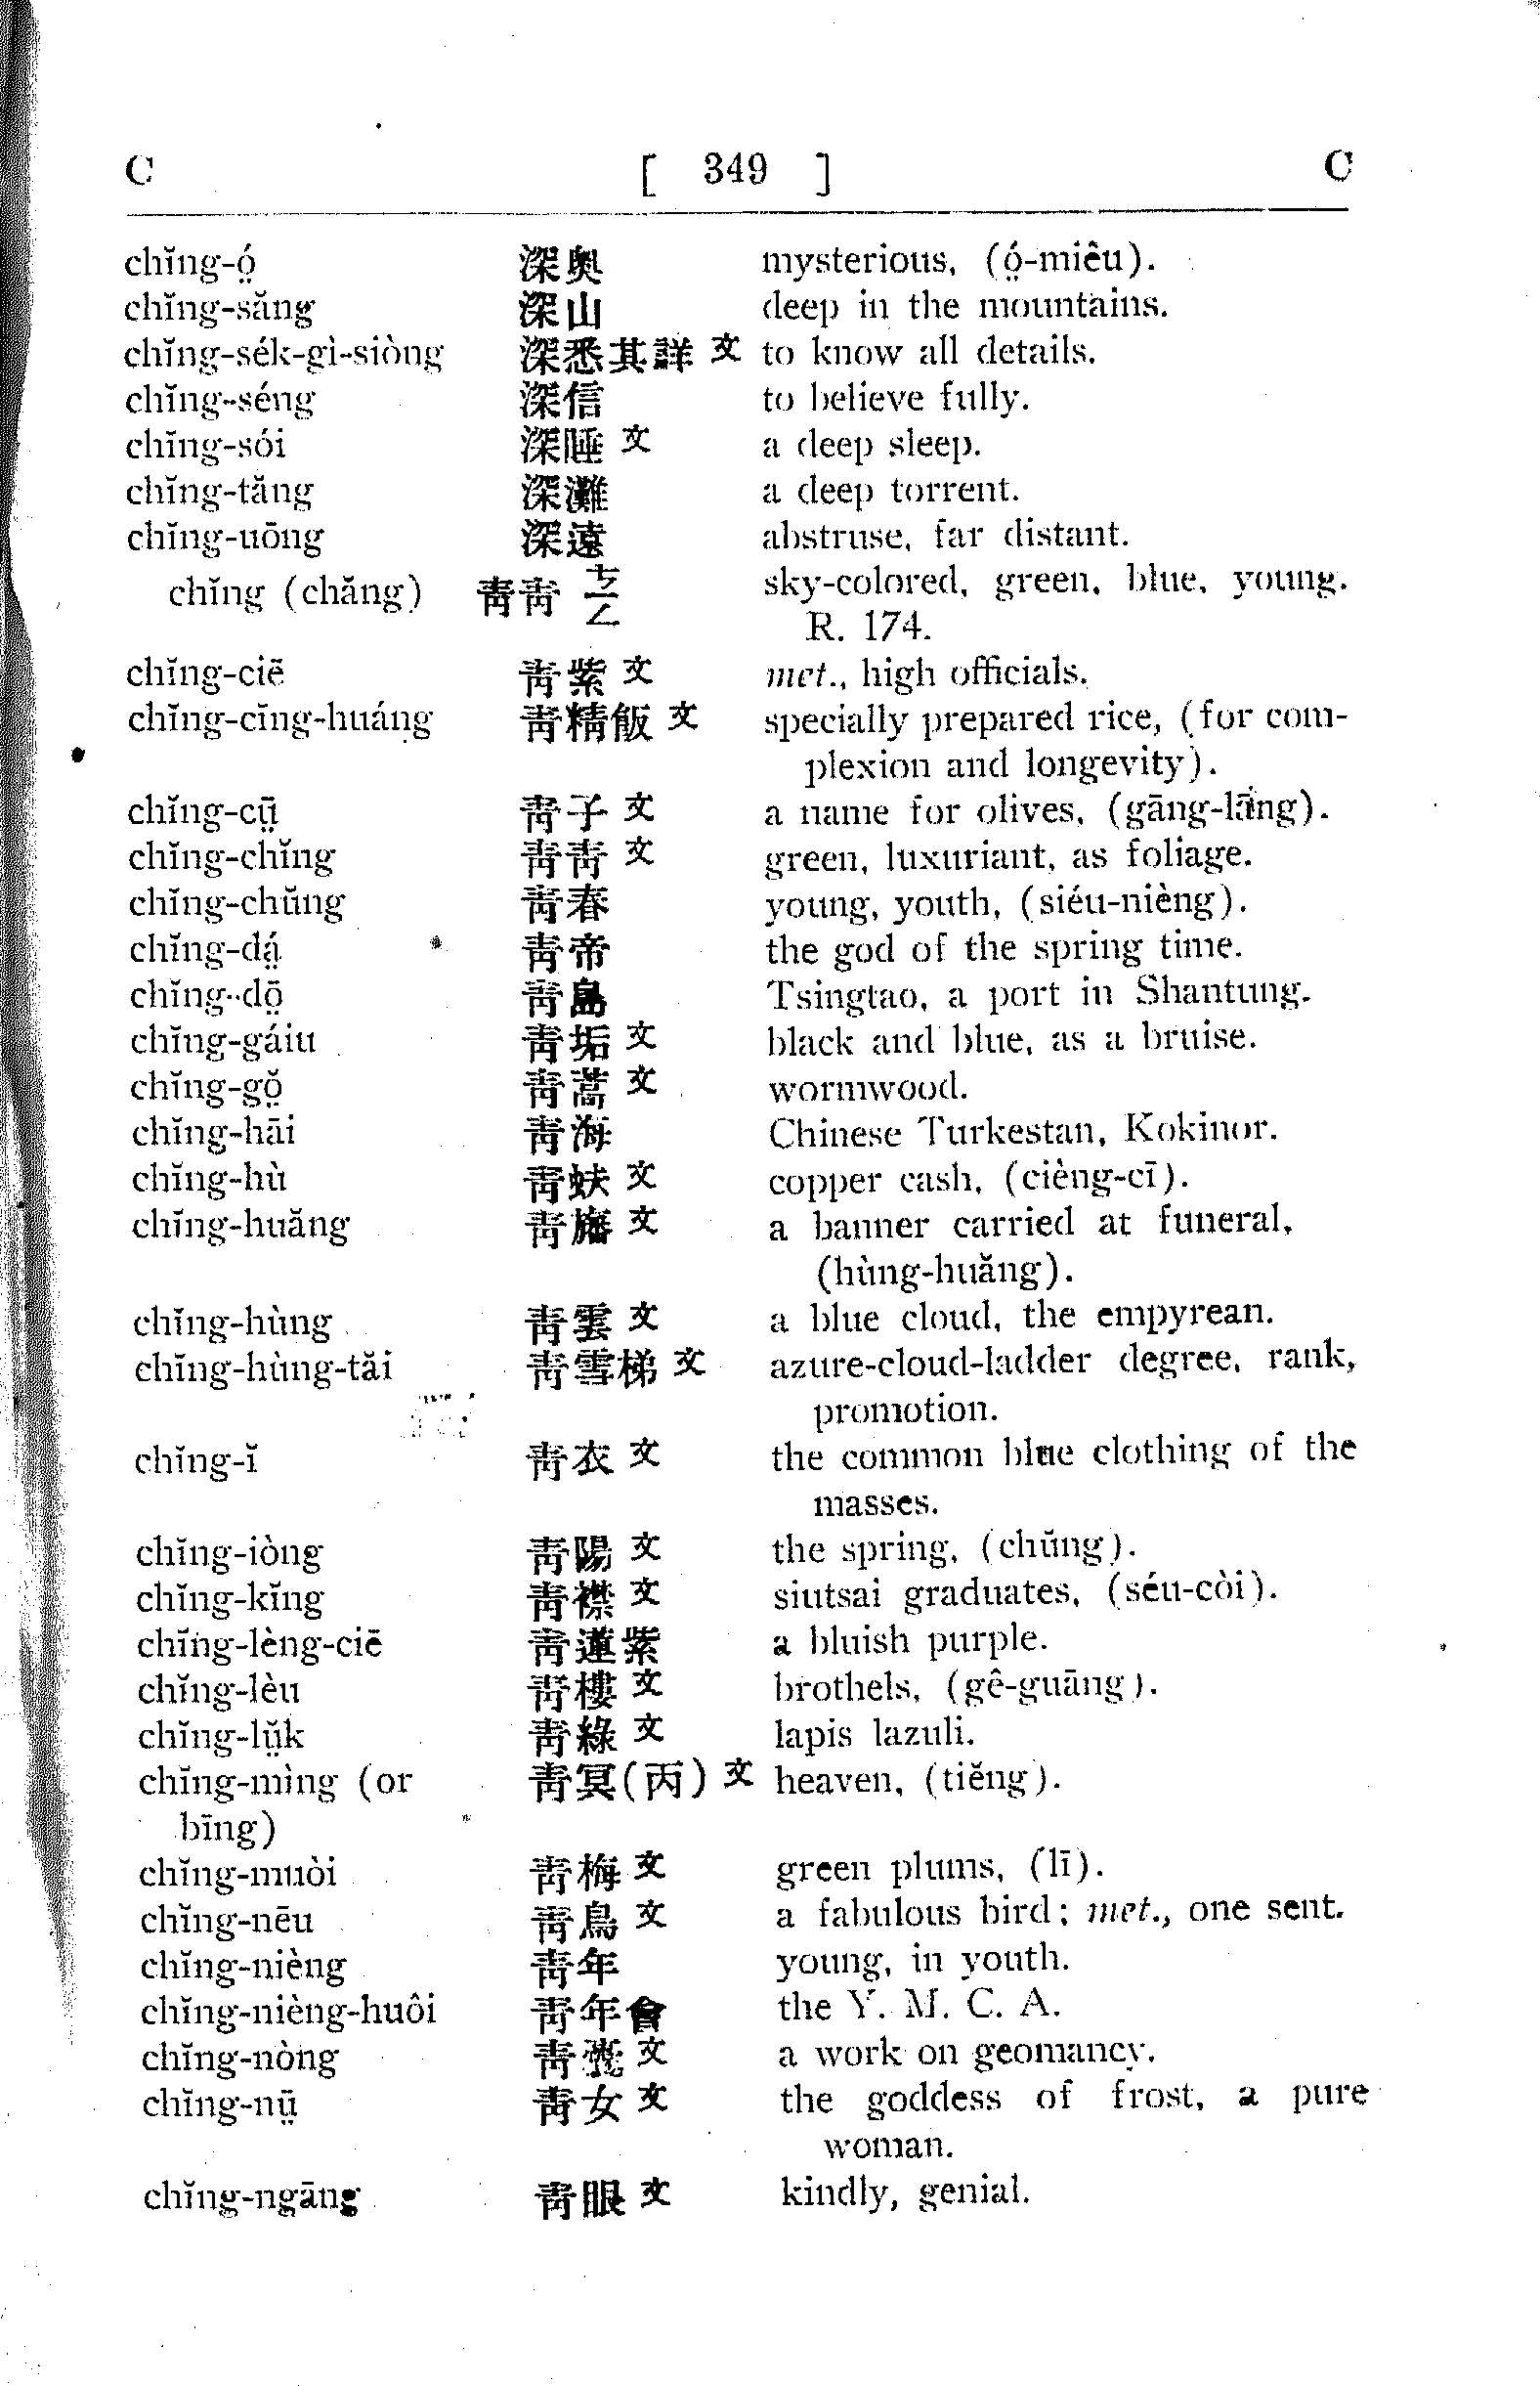 C [ 349 ] C
chĭng-ó̤ 深奥 mysterious, (ó̤-miêu).
chĭng-săng 深山 deep in the mountains.
chĭng-sék-gì-siòng 深悉其詳 文 to know all details.
chĭng-séng 深信 to believe fully.
chĭng-sói 深睡 文 a deep sleep.
chĭng-tăng 深灘 a deep torrent.
chĭng-uōng 深遠 abstruse, far distant.
chĭng (chăng) 青靑 ㄘㄧㄥ sky-colored, green, blue, young.
R. 174.
chĭng-ciē 靑紫 文 met., high officials.
chĭng-cĭng-huáng 靑精飯 文 specially prepared rice, (for com-
plexion and longevity).
chĭng-cṳ̄ 靑子 文 a name for olives, (gāng-lāng).
chĭng-chĭng 靑靑 文 green, luxuriant, as foliage.
chĭng-chŭng 靑春 young, youth, (siéu-nièng).
chĭng-dá̤ 靑帝 the god of the spring time.
chĭng-dō̤ 靑島 Tsingtao, a port in Shantung.
chĭng-gáiu 靑垢 文 black and blue, as a bruise.
chĭng-gŏ̤ 靑蒿 文 wormwood.
chĭng-hāi 靑海 Chinese Turkestan, Kokinor.
chĭng-hù 靑蚨 文 copper cash, (cièng-cī).
chĭng-huăng 靑旛 文 a banner carried at funeral,
(hùng-huăng).
chĭng-hùng 靑雲 文 a blue cloud, the empyrean.
chĭng-hùng-tăi 靑雲梯 文 azure-cloud-ladder degree, rank,
promotion.
chĭng-ĭ 靑衣 文 the common blue clothing of the
masses.
chĭng-iòng 靑陽 文 the spring, (chŭng).
chĭng-kĭng 靑襟 文 siutsai graduates, (séu-còi).
chĭng-lèng-ciē 靑蓮紫 a bluish purple.
chĭng-lèu 靑樓 文 brothels, (gê-guāng).
chĭng-lṳ̆k 靑綠 文 lapis lazuli.
chĭng-mìng (or 靑冥(丙) 文 heaven, (tiĕng).
bīng)
chĭng-muòi 靑梅 文 green plums, (lī).
chĭng-nēu 靑鳥 文 a fabulous bird; met., one sent.
chĭng-nièng 靑年 young, in youth.
chĭng-nièng-huôi 靑年會 the Y. M. C. A.
chĭng-nòng 靑囊 文 a work on geomancy.
chĭng-nṳ̄ 靑女 文 the goddess of frost, a pure
woman.
chĭng-ngāng 靑眼 文 kindly, genial.